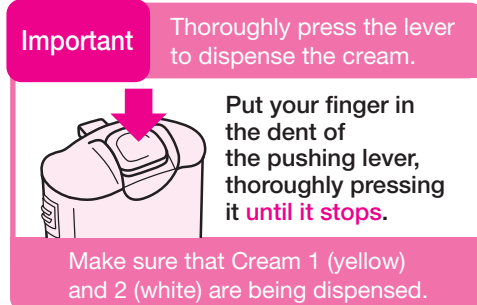 Important
Thoroughly press the lever
to dispense the cream.
Put your finger in
the dent of
the pushing lever,
thoroughly pressing
it until it stops.
Make sure that Cream 1 (yellow)
and 2 (white) are being dispensed.